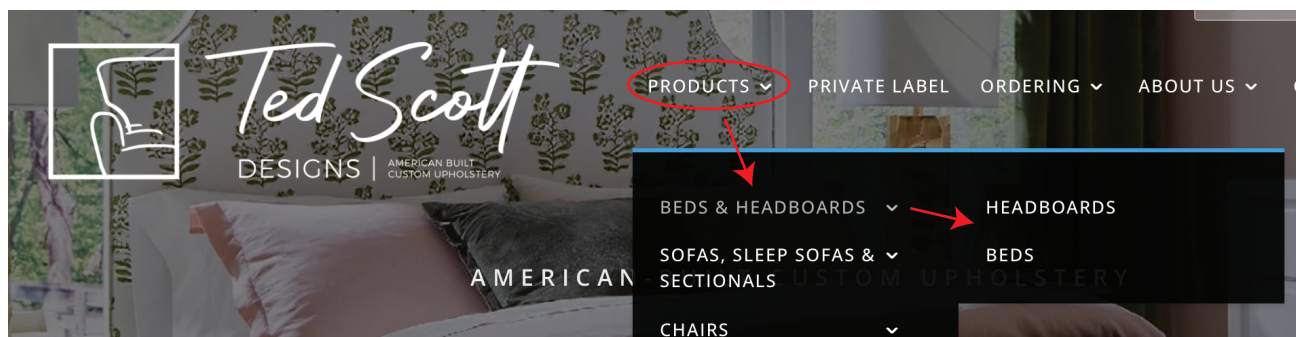 Ted Scott
DESIGNS | AMERICAN BUILT
CUSTOM UPHOLSTERY
PRODUCTS PRIVATE LABEL ORDERING ABOUT US
BEDS & HEADBOARDS
HEADBOARDS
SOFAS, SLEEP SOFAS &
SECTIONALS
BEDS
AMERICAN- CUSTOM UPHOLSTERY
CHAIRS